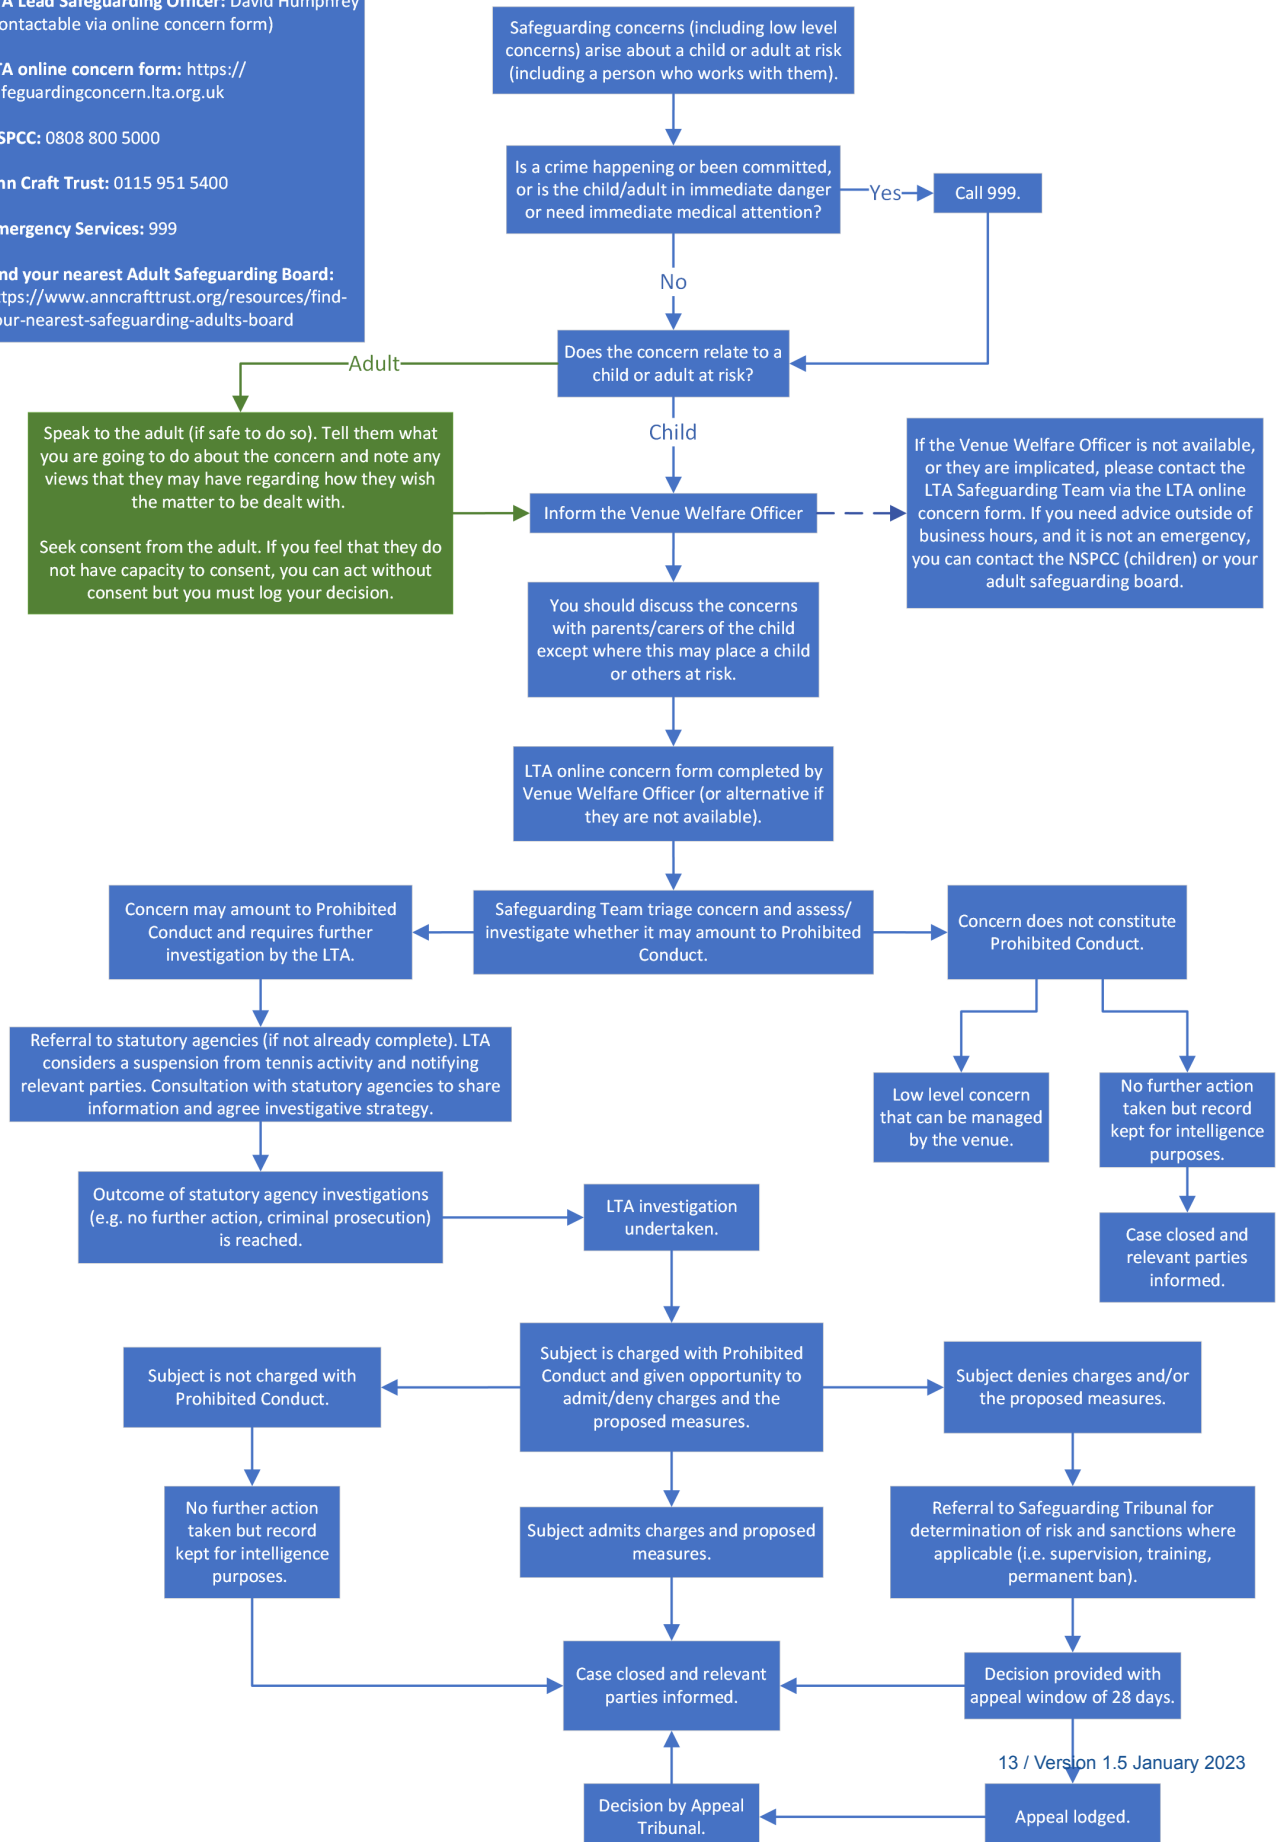 A Lead Safeguarding Officer: David Humphrey
ontactable via online concern form)
TA online concern form: https://
feguardingconcern.lta.org.uk
SPCC: 0808 800 5000
nn Craft Trust: 0115 951 5400
mergency Services: 999
nd your nearest Adult Safeguarding Board:
tps://www.anncrafttrust.org/resources/find-
our-nearest-safeguarding-adults-board
Safeguarding concerns (including low level
concerns) arise about a child or adult at risk
(including a person who works with them).
Is a crime happening or been committed,
or is the child/adult in immediate danger
or need immediate medical attention?
Yes
Call 999.
No
Does the concern relate to a
child or adult at risk?
Adult
Child
Speak to the adult (if safe to do so). Tell them what
you are going to do about the concern and note any
views that they may have regarding how they wish
the matter to be dealt with.
Seek consent from the adult. If you feel that they do
not have capacity to consent, you can act without
consent but you must log your decision.
Inform the Venue Welfare Officer
If the Venue Welfare Officer is not available,
or they are implicated, please contact the
LTA Safeguarding Team via the LTA online
concern form. If you need advice outside of
business hours, and it is not an emergency,
you can contact the NSPCC (children) or your
adult safeguarding board.
You should discuss the concerns
with parents/carers of the child
except where this may place a child
or others at risk.
LTA online concern form completed by
Venue Welfare Officer (or alternative if
they are not available).
Concern may amount to Prohibited
Conduct and requires further
investigation by the LTA.
Safeguarding Team triage concern and assess/
investigate whether it may amount to Prohibited
Conduct.
Concern does not constitute
Prohibited Conduct.
Referral to statutory agencies (if not already complete). LTA
considers a suspension from tennis activity and notifying
relevant parties. Consultation with statutory agencies to share
information and agree investigative strategy.
Low level concern
that can be managed
by the venue.
No further action
taken but record
kept for intelligence
purposes.
Outcome of statutory agency investigations
(e.g. no further action, criminal prosecution)
is reached.
LTA investigation
undertaken.
Case closed and
relevant parties
informed.
Subject is not charged with
Prohibited Conduct.
Subject is charged with Prohibited
Conduct and given opportunity to
admit/deny charges and the
proposed measures.
Subject denies charges and/or
the proposed measures.
No further action
taken but record
kept for intelligence
purposes.
Subject admits charges and proposed
measures.
Referral to Safeguarding Tribunal for
determination of risk and sanctions where
applicable (i.e. supervision, training,
permanent ban).
Case closed and relevant
parties informed.
Decision provided with
appeal window of 28 days.
13 / Version 1.5 January 2023
Decision by Appeal
Tribunal.
Appeal lodged.